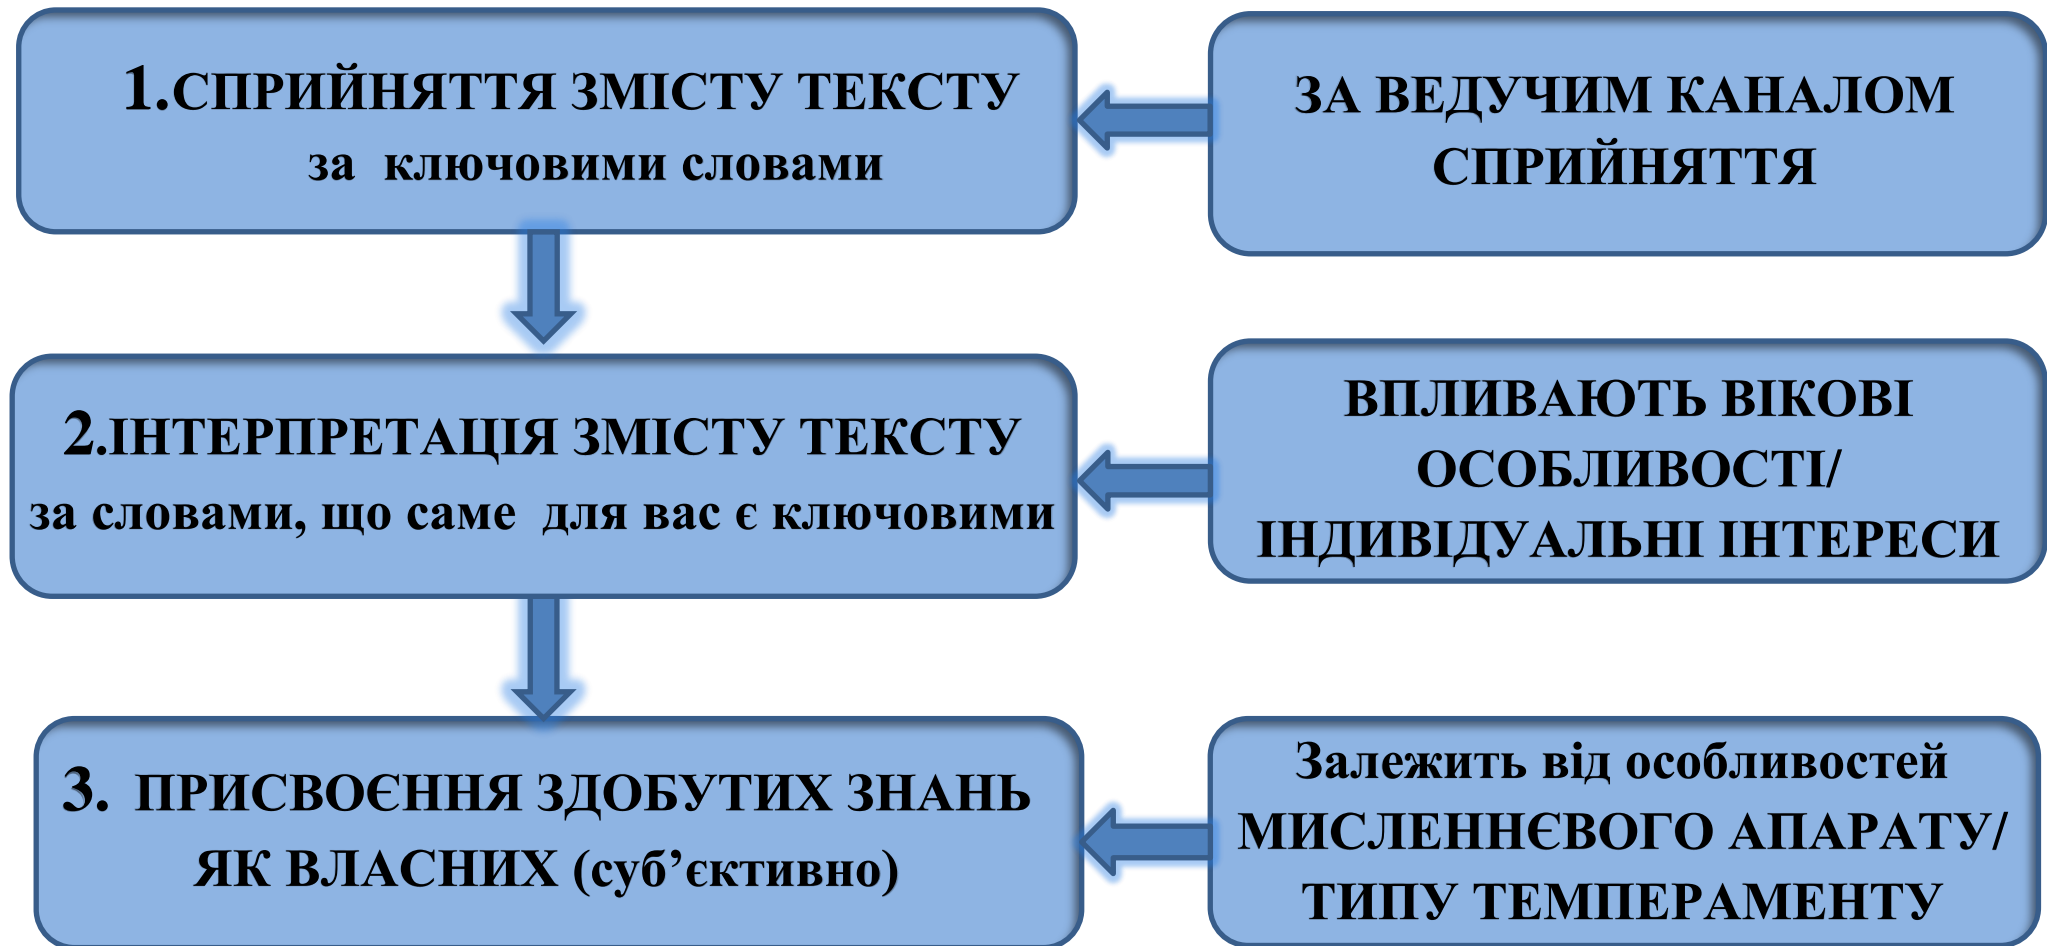 1.СПРИЙНЯТТЯ ЗМІСТУ ТЕКСТУ
за ключовими словами
ЗА ВЕДУЧИМ КАНАЛОМ
СПРИЙНЯТТЯ
2.ІНТЕРПРЕТАЦІЯ ЗМІСТУ ТЕКСТУ
за словами, що саме для вас є ключовими
ВПЛИВАЮТЬ ВІКОВІ
ОСОБЛИВОСТІ/
ІНДИВІДУАЛЬНІ ІНТЕРЕСИ
3. ПРИСВОЄННЯ ЗДОБУТИХ ЗНАНЬ
ЯК ВЛАСНИХ (суб’єктивно)
Залежить від особливостей
МИСЛЕННЄВОГО АПАРАТУ/
ТИПУ ТЕМПЕРАМЕНТУ